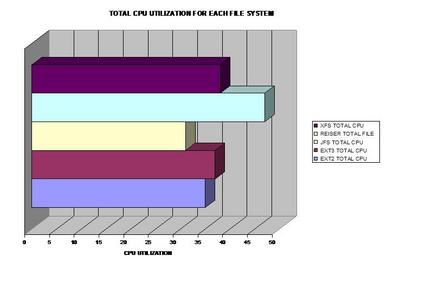 TOTAL CPU UTILIZATION FOR EACH FILE SYSTEM
XFS TOTAL CPU
REISER TOTAL FILE
JFS TOTAL CPU
EXT3 TOTAL CPU
EXT2 TOTAL CPU
0 5 10 15 20 25 30 35 40 45 50
CPU UTILIZATION